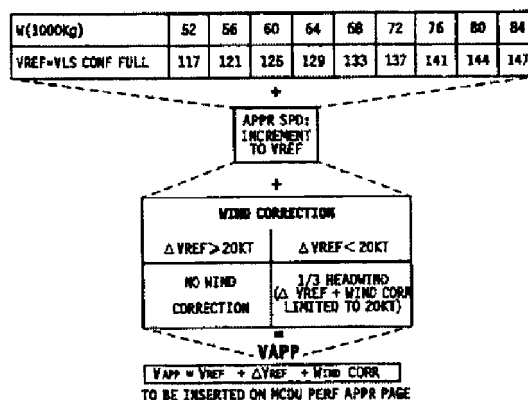 W(1000Kg) 52 56 60 64 68 72 76 80 84
VREF=VLS CONF FULL 117 121 125 129 133 137 141 144 147
+
APPR SPD:
INCREMENT
TO VREF
+
WIND CORRECTION
Δ VREF ⩾ 20KT Δ VREF < 20KT
NO WIND
CORRECTION
1/3 HEADWIND
(Δ VREF + WIND CORR
LIMITED TO 20KT)
=
VAPP
VAPP = VREF + ΔVREF + WIND CORR
TO BE INSERTED ON MCDU PERF APPR PAGE